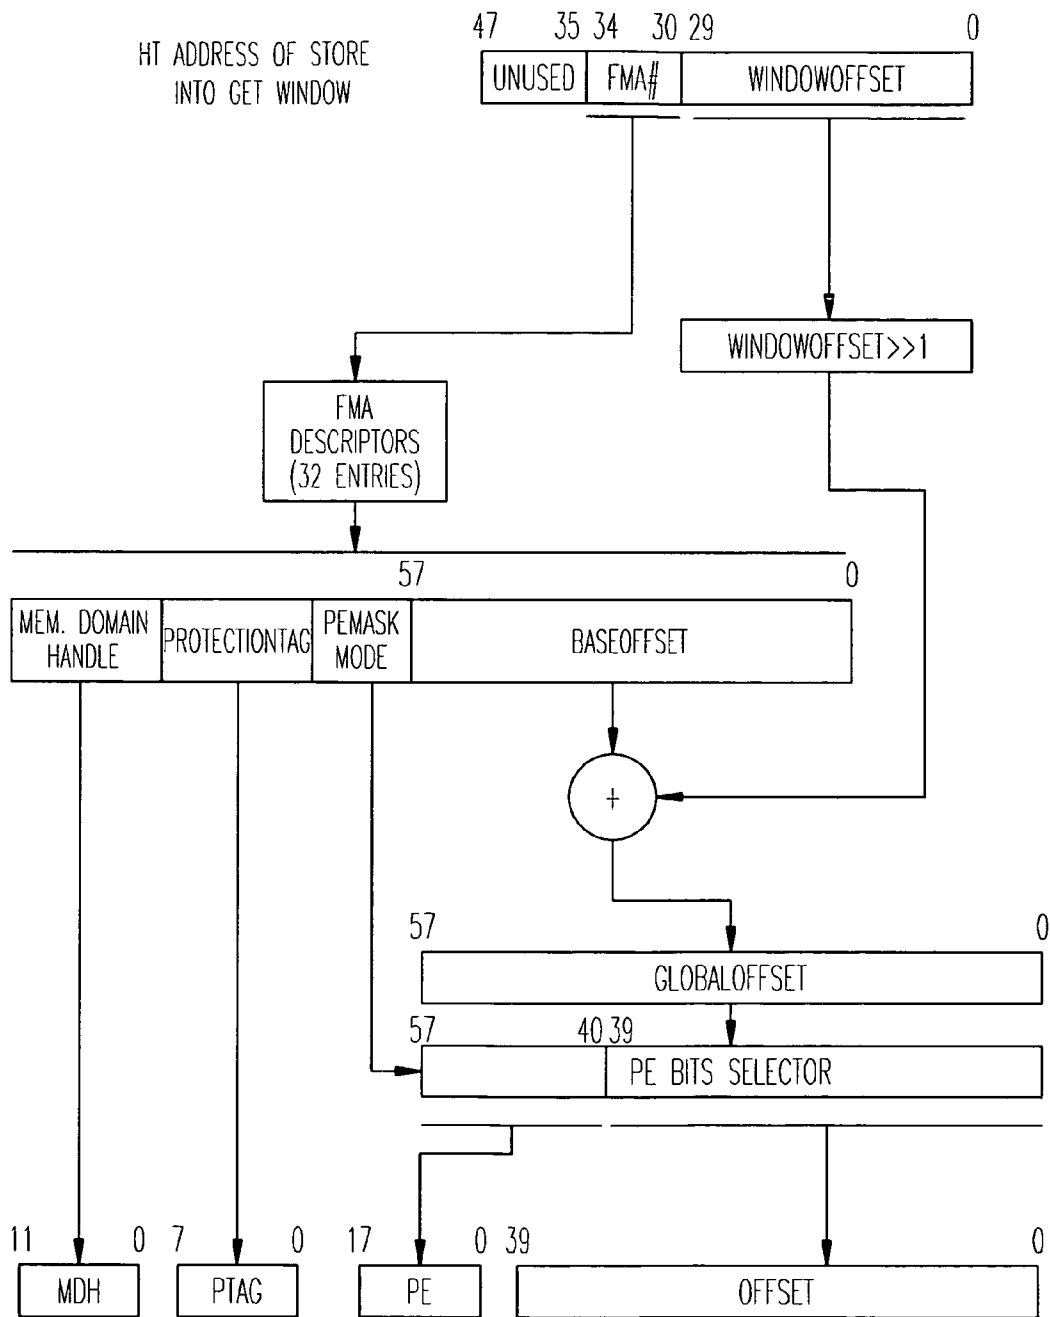 47 35 34 30 29 0
HT ADDRESS OF STORE
INTO GET WINDOW
UNUSED FMA# WINDOWOFFSET
WINDOWOFFSET>>1
FMA
DESCRIPTORS
(32 ENTRIES)
57 0
MEM. DOMAIN
HANDLE
PROTECTIONTAG
PEMASK
MODE
BASEOFFSET
+
57 0
GLOBALOFFSET
57 40 39
PE BITS SELECTOR
11 0 7 0 17 0 39 0
MDH PTAG PE OFFSET